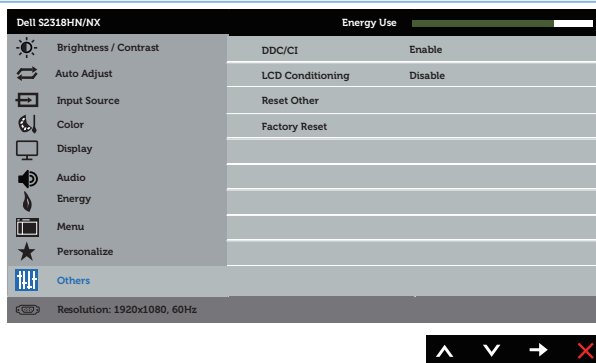 Dell S2318HN/NX Energy Use
Brightness / Contrast DDC/CI Enable
Auto Adjust LCD Conditioning Disable
Input Source Reset Other
Color Factory Reset
Display
Audio
Energy
Menu
Personalize
Others
Resolution: 1920x1080, 60Hz